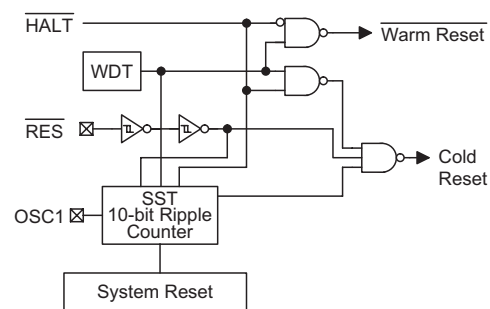 HALT
Warm Reset
WDT
RES
Cold
Reset
SST
10-bit Ripple
Counter
OSC1
System Reset